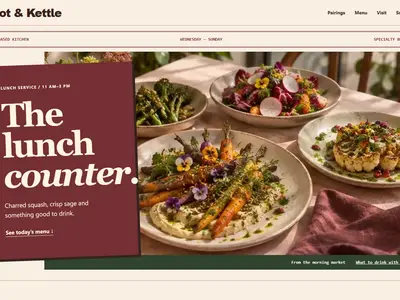 ot & Kettle
Pairings Menu Visit
ASED KITCHEN
WEDNESDAY – SUNDAY
SPECIALTY
LUNCH SERVICE / 11 AM–3 PM
The
lunch
counter.
Charred squash, crisp sage and
something good to drink.
See today's menu ↓
From the morning market
What to drink with